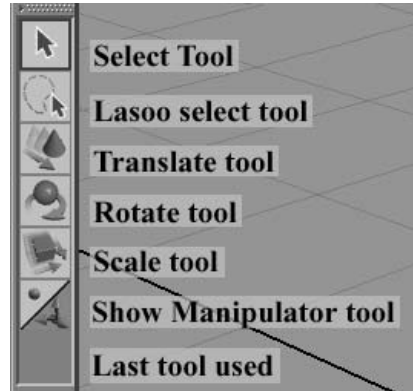 Select Tool
Lasoo select tool
Translate tool
Rotate tool
Scale tool
Show Manipulator tool
Last tool used